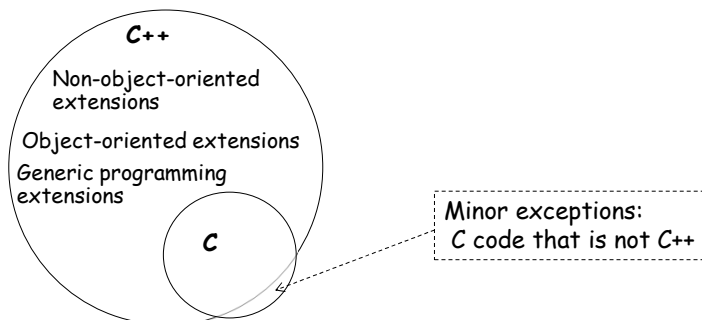 C++
Non-object-oriented
extensions
Object-oriented extensions
Generic programming
extensions
C
Minor exceptions:
C code that is not C++